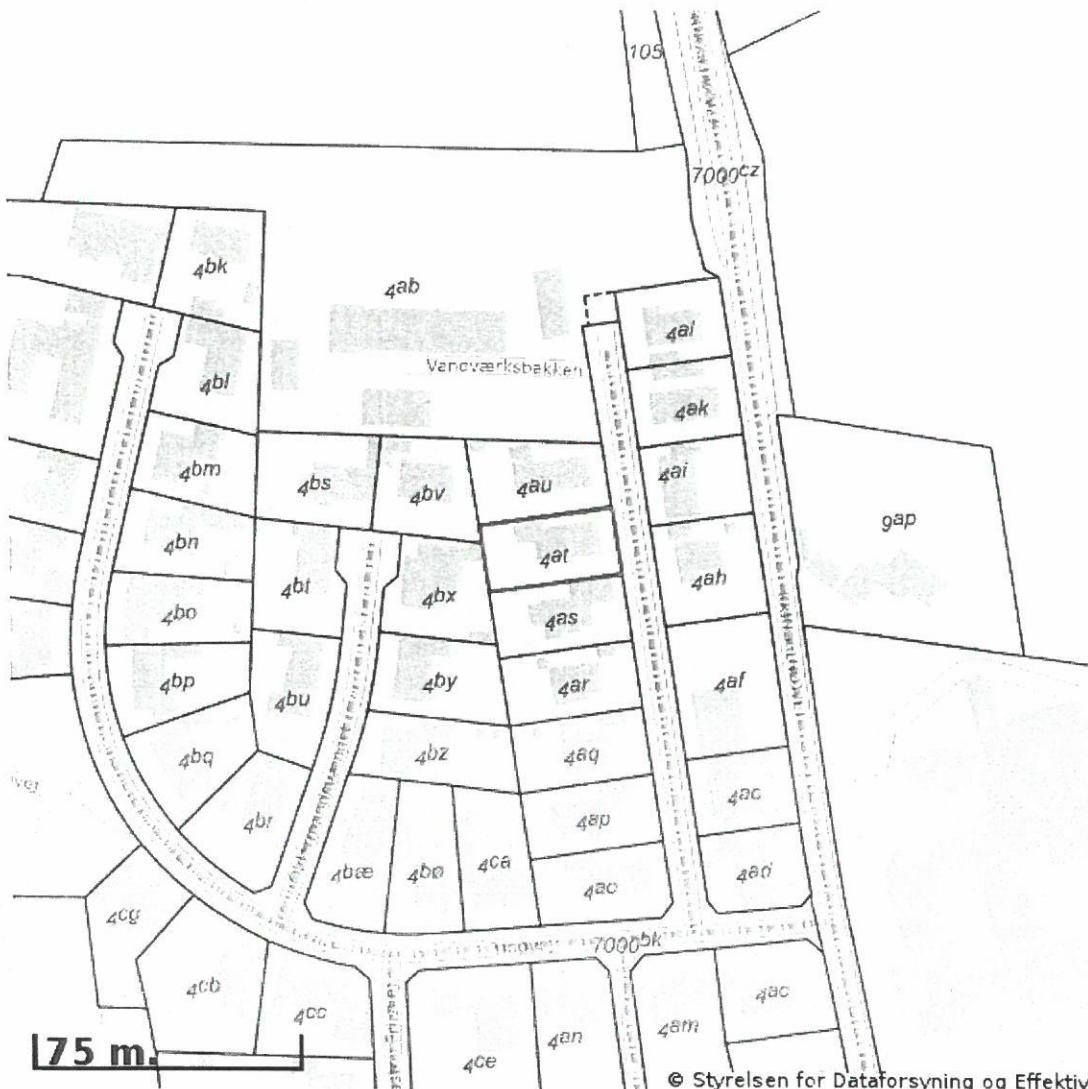 105
7000cz
4bk
4ab
4al
Vandværksbakken
4bl
4ak
4bm
4bs
4bv
4au
4ai
9ap
4bn
4bt
4at
4ah
4bx
4bo
4as
4bp
4bu
4by
4ar
4af
4bq
4bz
4aq
4br
4ap
4ae
4bæ
4bø
4ca
4ao
4ad
4cg
7000bk
4cb
4cc
4ce
4an
4am
4ac
75 m.
© Styrelsen for Dataforsyning og Effektiv